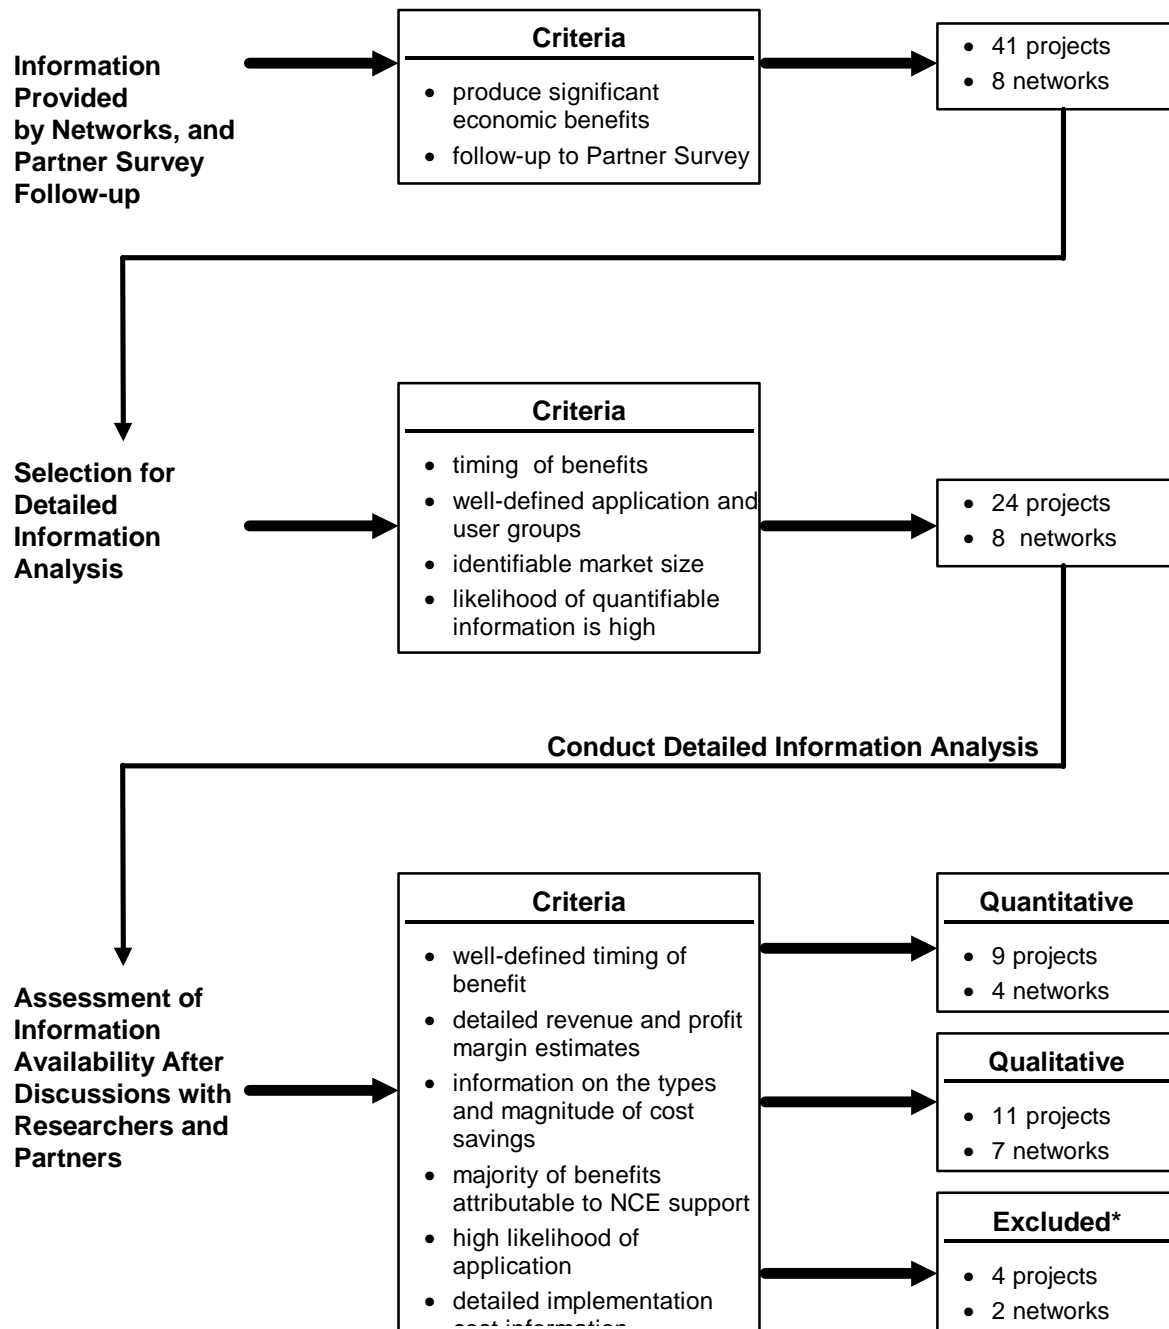 Information
Provided
by Networks, and
Partner Survey
Follow-up
Criteria
• produce significant
economic benefits
• follow-up to Partner Survey
• 41 projects
• 8 networks
Selection for
Detailed
Information
Analysis
Criteria
• timing of benefits
• well-defined application and
user groups
• identifiable market size
• likelihood of quantifiable
information is high
• 24 projects
• 8 networks
Conduct Detailed Information Analysis
Assessment of
Information
Availability After
Discussions with
Researchers and
Partners
Criteria
• well-defined timing of
benefit
• detailed revenue and profit
margin estimates
• information on the types
and magnitude of cost
savings
• majority of benefits
attributable to NCE support
• high likelihood of
application
• detailed implementation
cost information
Quantitative
• 9 projects
• 4 networks
Qualitative
• 11 projects
• 7 networks
Excluded*
• 4 projects
• 2 networks